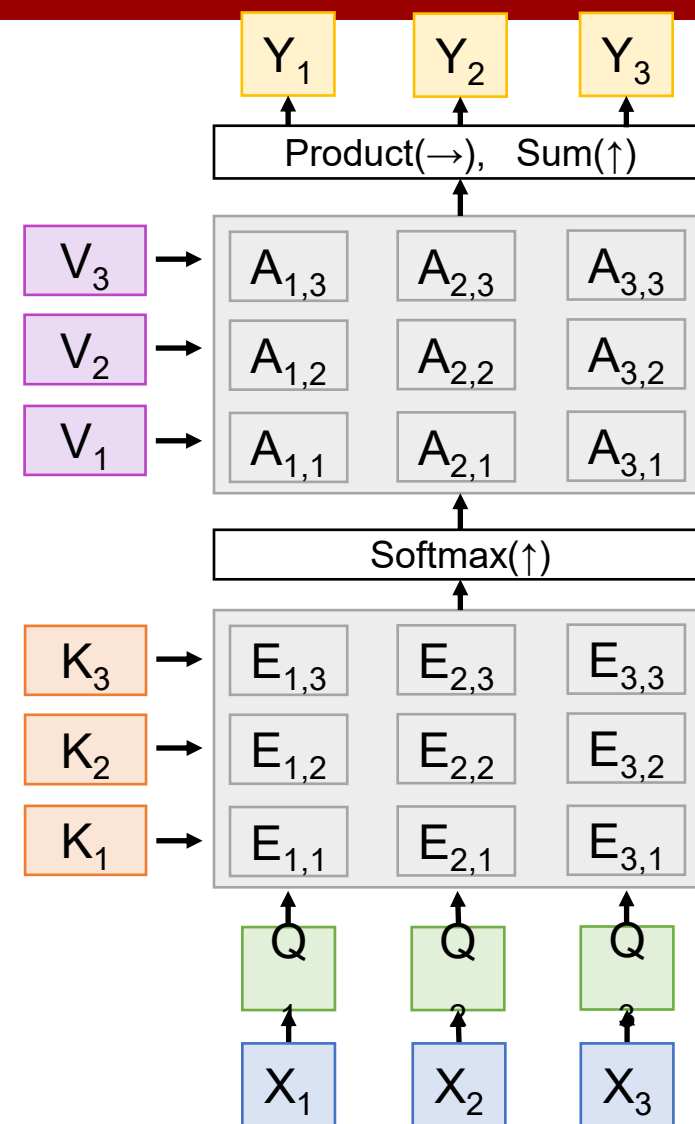 Y1 Y2 Y3
Product(→), Sum(↑)
V3 A1,3 A2,3 A3,3
V2 A1,2 A2,2 A3,2
V1 A1,1 A2,1 A3,1
Softmax(↑)
K3 E1,3 E2,3 E3,3
K2 E1,2 E2,2 E3,2
K1 E1,1 E2,1 E3,1
Q Q Q
X1 X2 X3